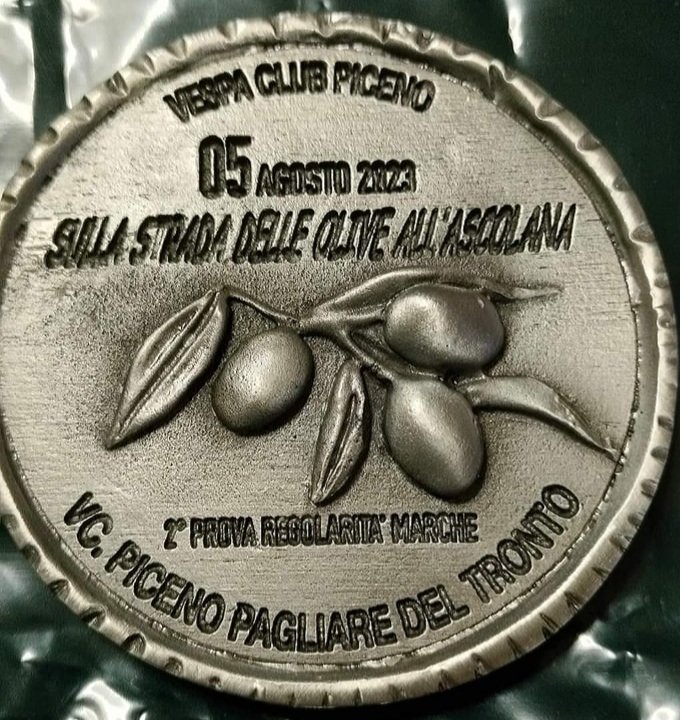 VESPA CLUB PICENO
05 AGOSTO 2023
SULLA STRADA DELLE OLIVE ALL'ASCOLANA
2° PROVA REGOLARITA' MARCHE
VC. PICENO PAGLIARE DEL TRONTO